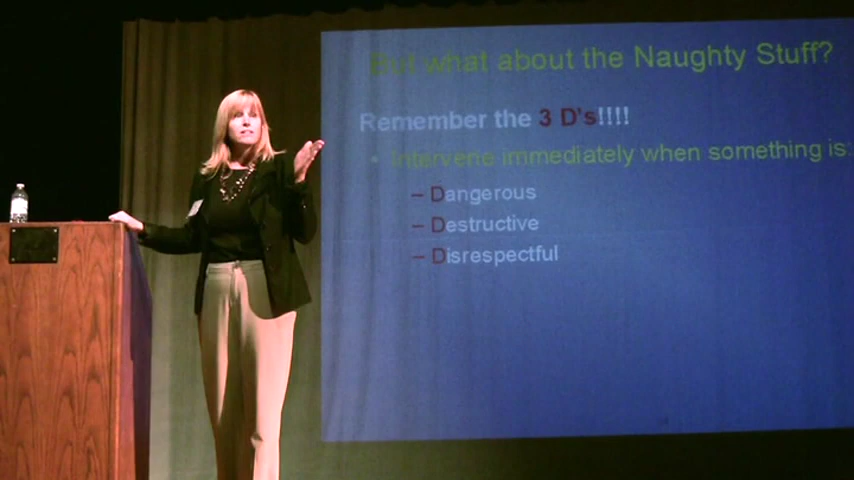 But what about the Naughty Stuff?
Remember the 3 D's!!!!
• Intervene immediately when something is:
– Dangerous
– Destructive
– Disrespectful